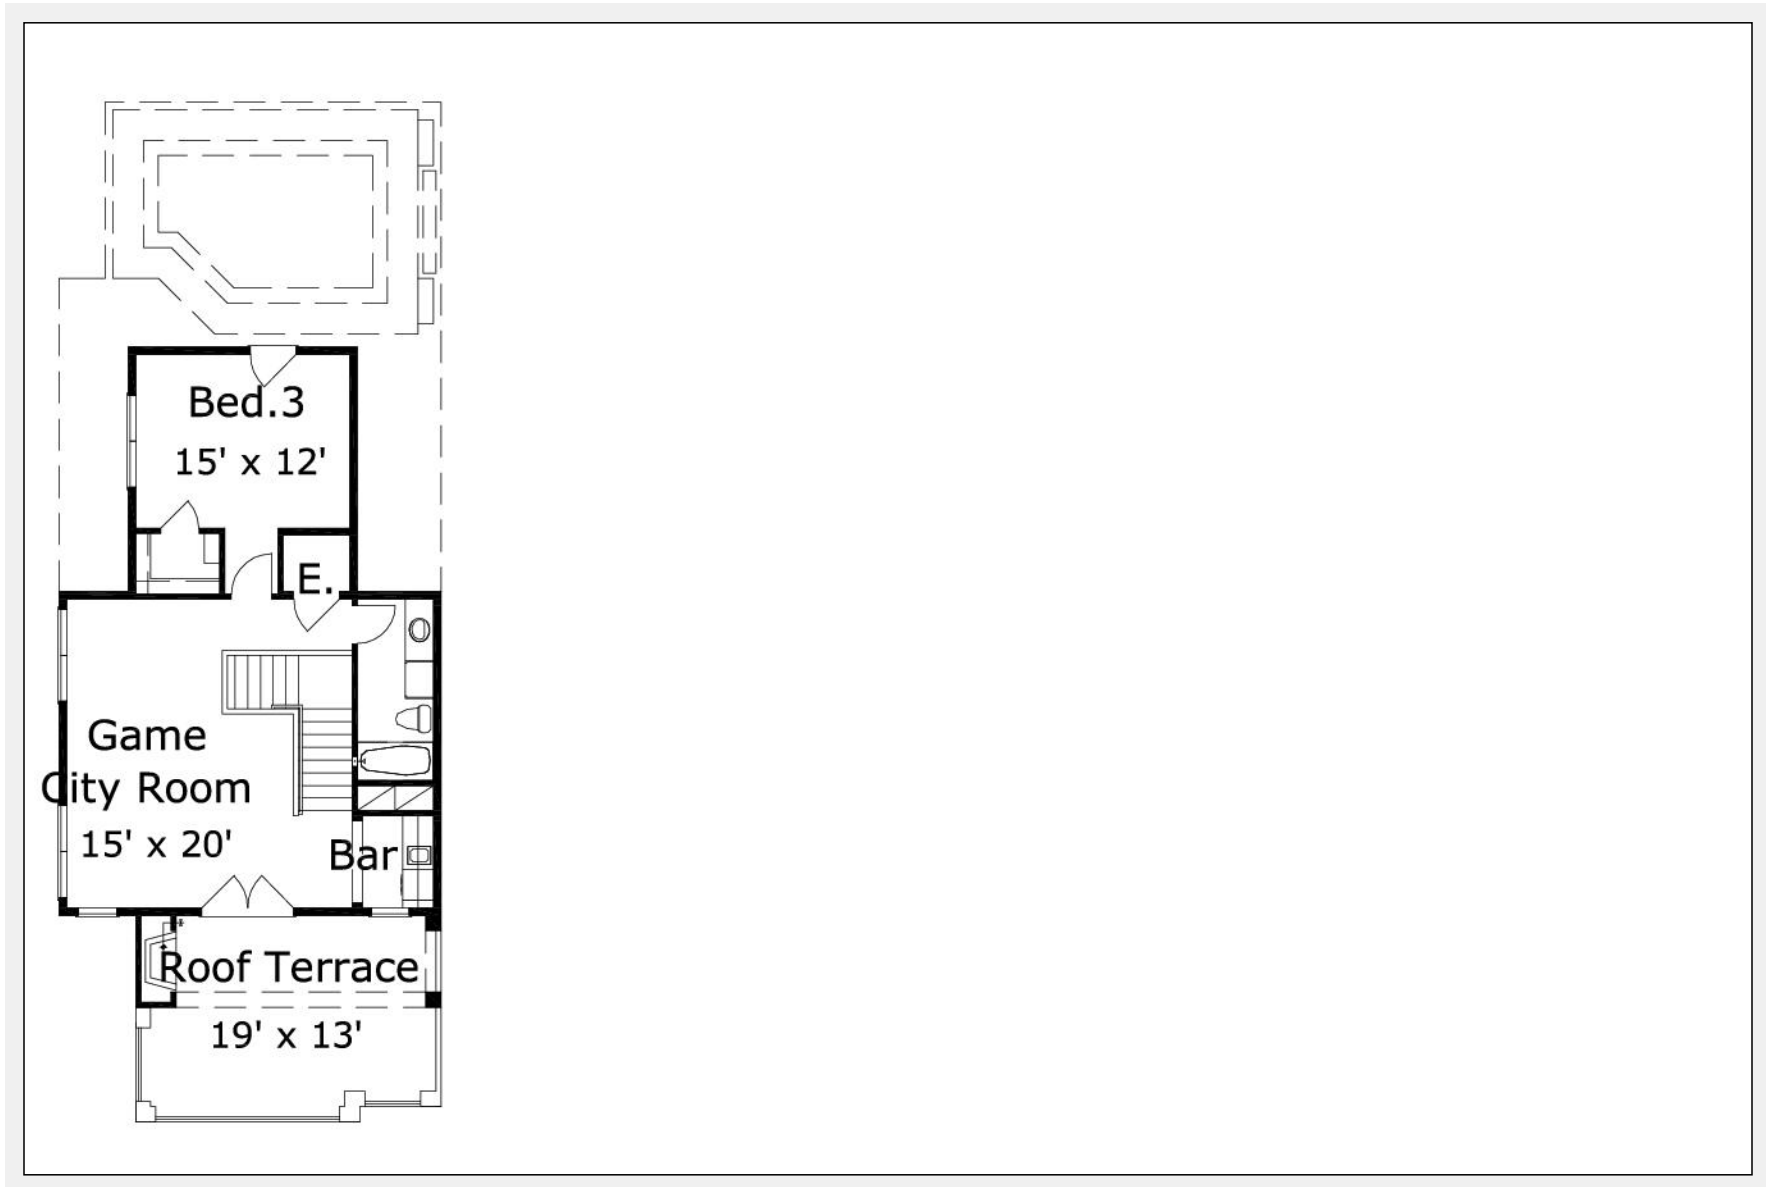 Bed.3
15' x 12'
E.
Game
City Room
15' x 20'
Bar
Roof Terrace
19' x 13'